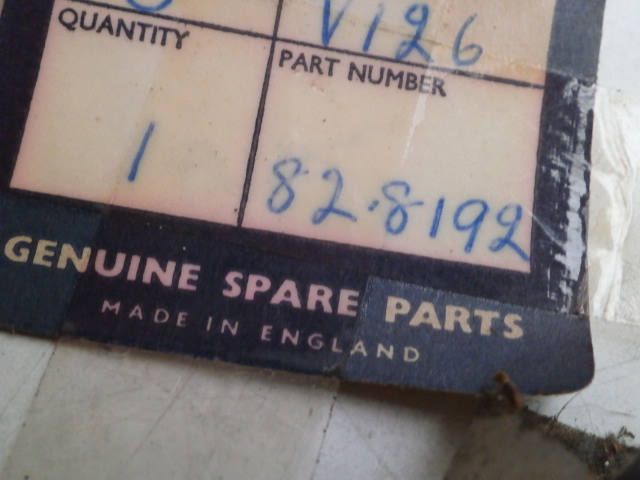 V126
QUANTITY
PART NUMBER
1
82.8192
GENUINE SPARE PARTS
MADE IN ENGLAND